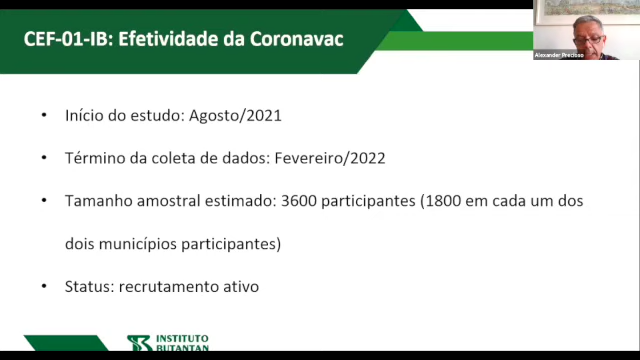 CEF-01-IB: Efetividade da Coronavac
Alexander Precioso
• Início do estudo: Agosto/2021
• Término da coleta de dados: Fevereiro/2022
• Tamanho amostral estimado: 3600 participantes (1800 em cada um dos
dois municípios participantes)
• Status: recrutamento ativo
INSTITUTO
BUTANTAN